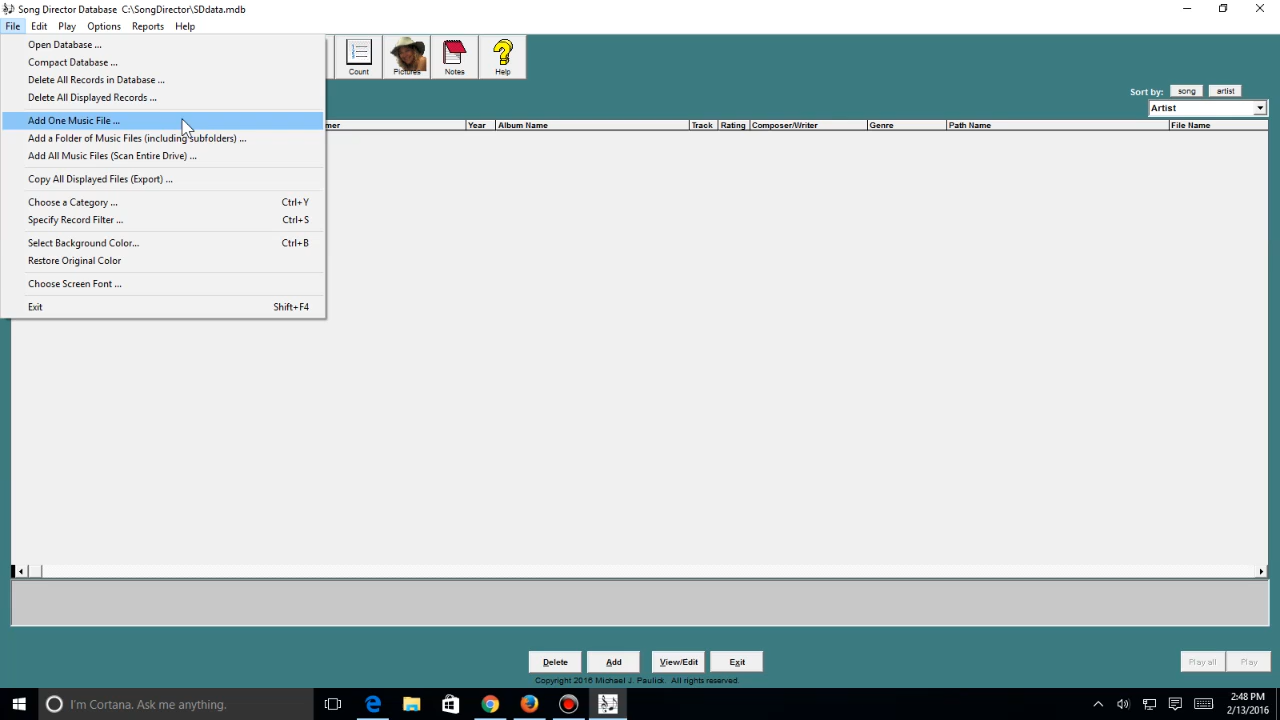 Song Director Database  C:\SongDirector\SDdata.mdb
File Edit Play Options Reports Help
Open Database ...
Compact Database ...
Delete All Records in Database ...
Delete All Displayed Records ...
Add One Music File ...
Add a Folder of Music Files (including subfolders) ...
Add All Music Files (Scan Entire Drive) ...
Copy All Displayed Files (Export) ...
Choose a Category ... Ctrl+Y
Specify Record Filter ... Ctrl+S
Select Background Color... Ctrl+B
Restore Original Color
Choose Screen Font ...
Exit Shift+F4
Count Pictures Notes Help
Sort by: song artist
Artist
mer Year Album Name Track Rating Composer/Writer Genre Path Name File Name
Delete Add View/Edit Exit Play all Play
Copyright 2016 Michael J. Paulick. All rights reserved.
I'm Cortana. Ask me anything.
2:48 PM
2/13/2016